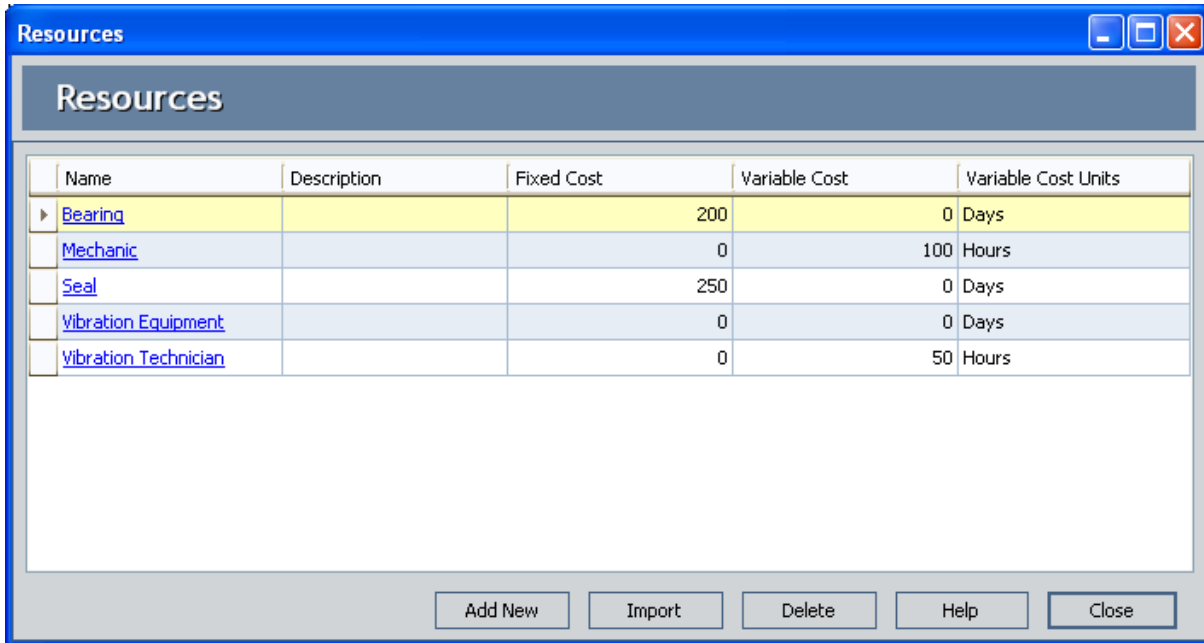 Resources
Resources
Name Description Fixed Cost Variable Cost Variable Cost Units
Bearing 200 0 Days
Mechanic 0 100 Hours
Seal 250 0 Days
Vibration Equipment 0 0 Days
Vibration Technician 0 50 Hours
Add New Import Delete Help Close